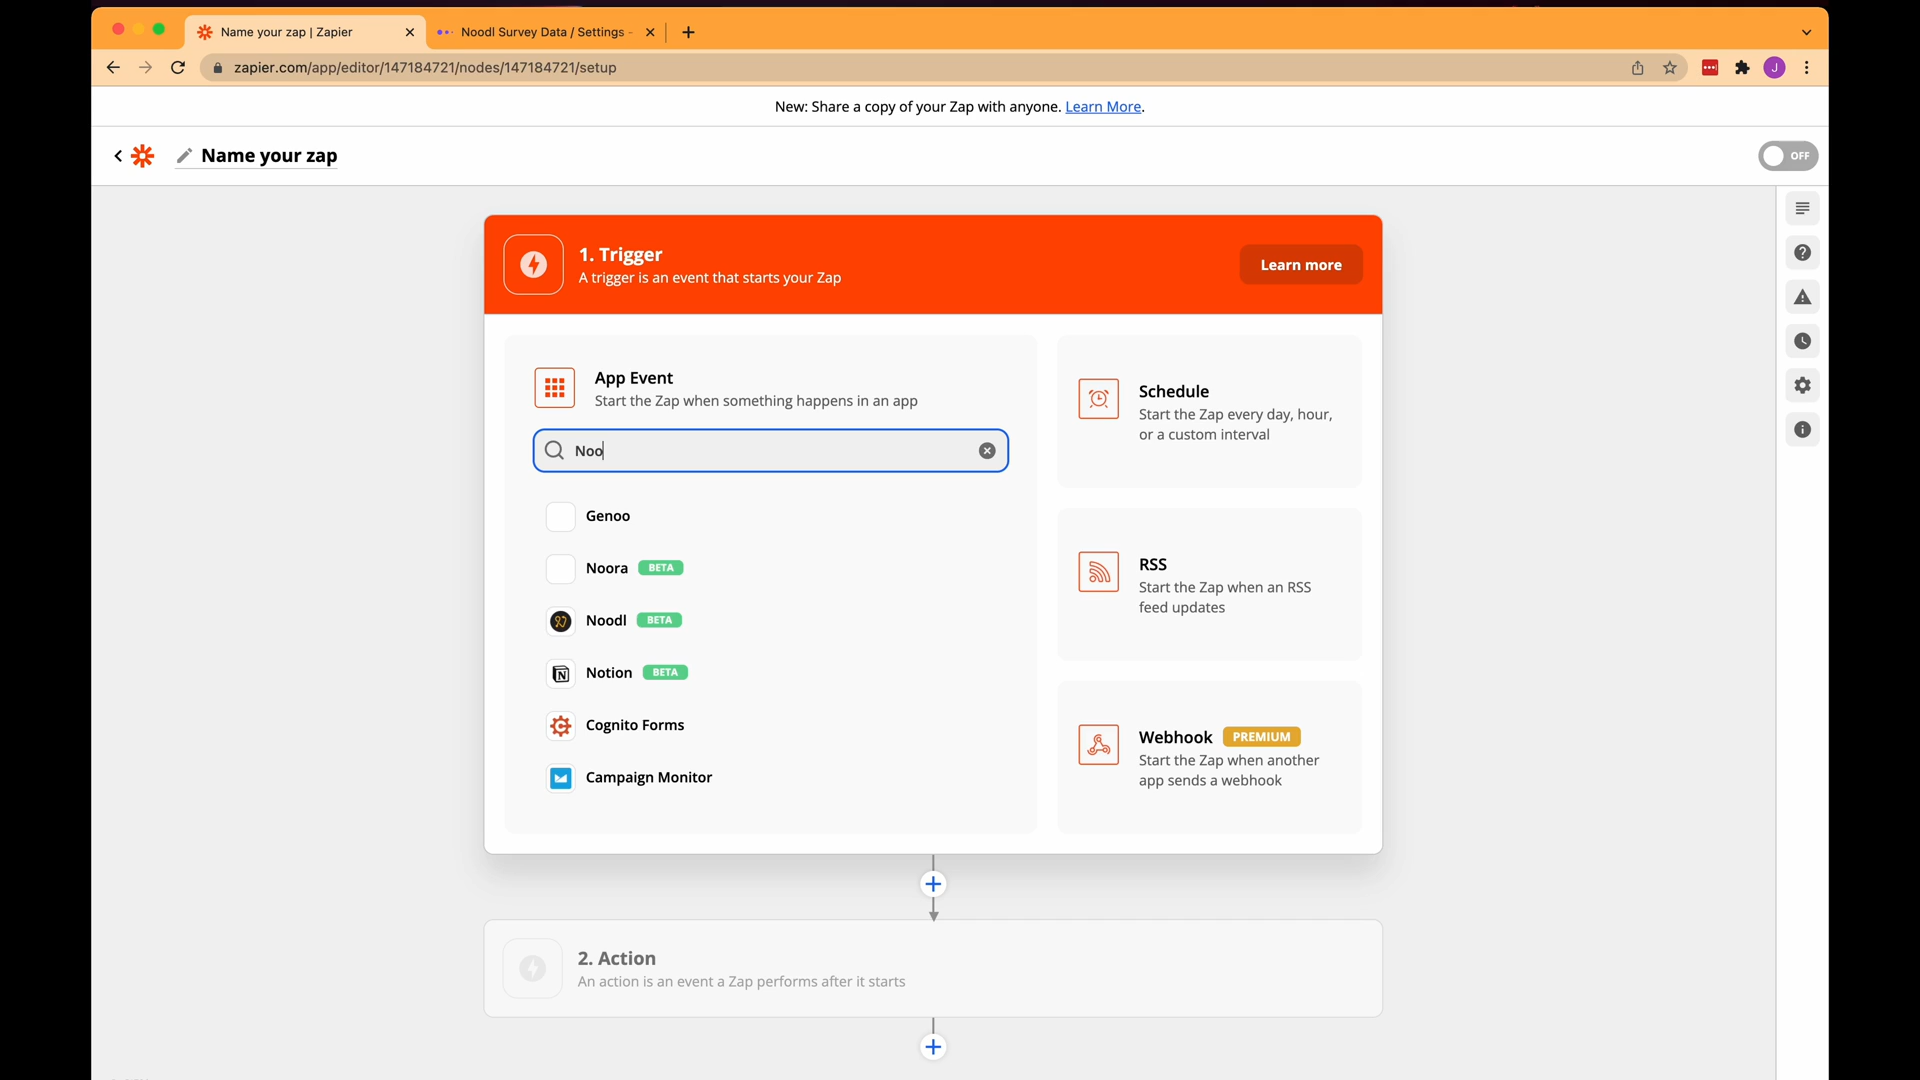 Name your zap | Zapier
Noodl Survey Data / Settings -
zapier.com/app/editor/147184721/nodes/147184721/setup
J
New: Share a copy of your Zap with anyone. Learn More.
Name your zap
OFF
1. Trigger
A trigger is an event that starts your Zap
Learn more
App Event
Start the Zap when something happens in an app
Noo
Genoo
Noora BETA
Noodl BETA
Notion BETA
Cognito Forms
Campaign Monitor
Schedule
Start the Zap every day, hour,
or a custom interval
RSS
Start the Zap when an RSS
feed updates
Webhook PREMIUM
Start the Zap when another
app sends a webhook
2. Action
An action is an event a Zap performs after it starts